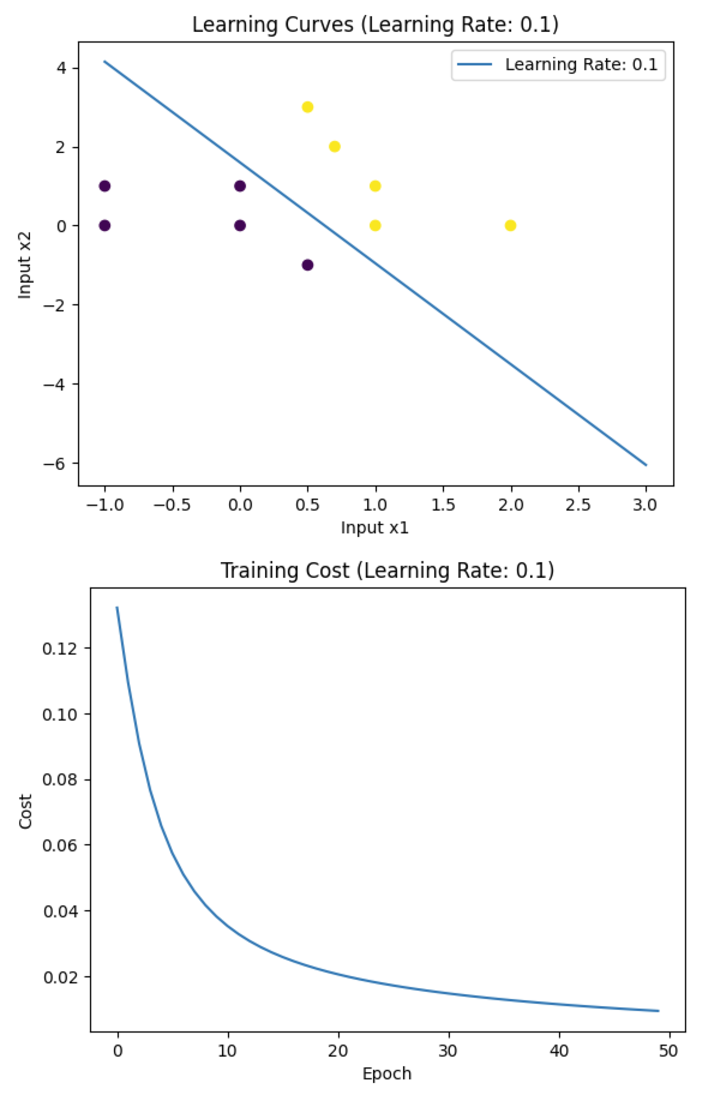 Learning Curves (Learning Rate: 0.1)
Learning Rate: 0.1
4
2
0
−2
−4
−6
Input x2
−1.0 −0.5 0.0 0.5 1.0 1.5 2.0 2.5 3.0
Input x1
Training Cost (Learning Rate: 0.1)
0.12
0.10
0.08
0.06
0.04
0.02
Cost
0 10 20 30 40 50
Epoch